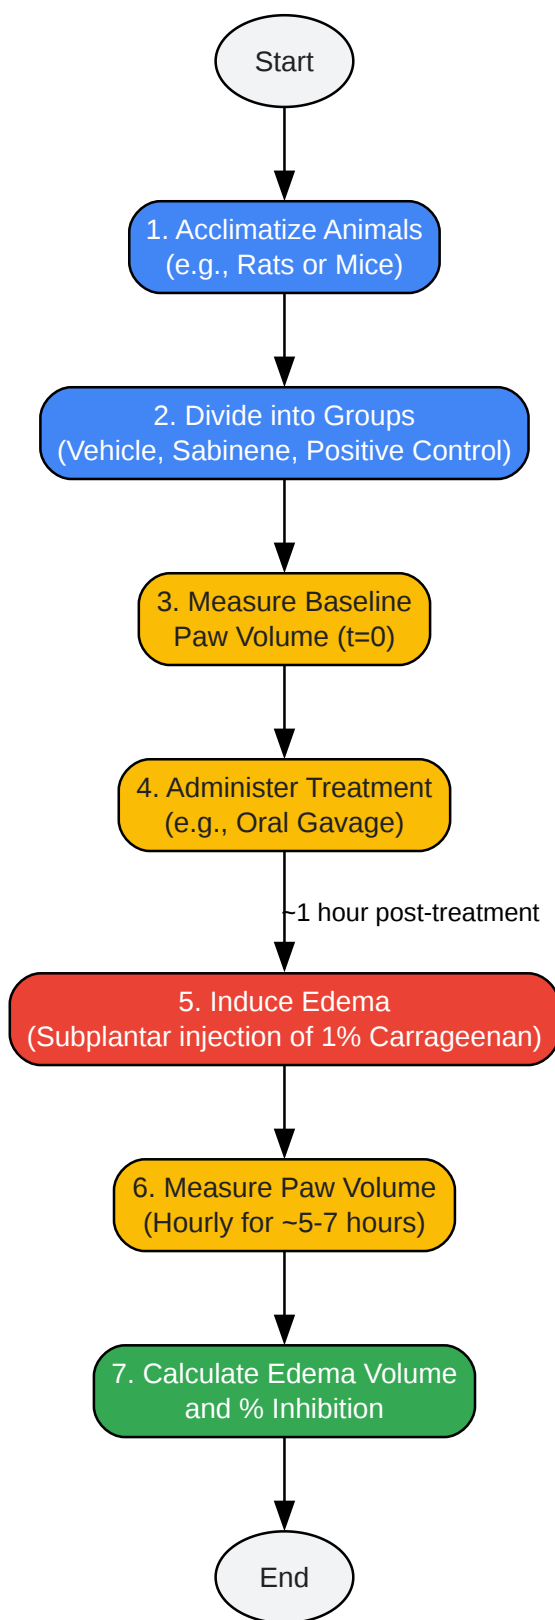 Start
1. Acclimatize Animals
(e.g., Rats or Mice)
2. Divide into Groups
(Vehicle, Sabinene, Positive Control)
3. Measure Baseline
Paw Volume (t=0)
4. Administer Treatment
(e.g., Oral Gavage)
~1 hour post-treatment
5. Induce Edema
(Subplantar injection of 1% Carrageenan)
6. Measure Paw Volume
(Hourly for ~5-7 hours)
7. Calculate Edema Volume
and % Inhibition
End